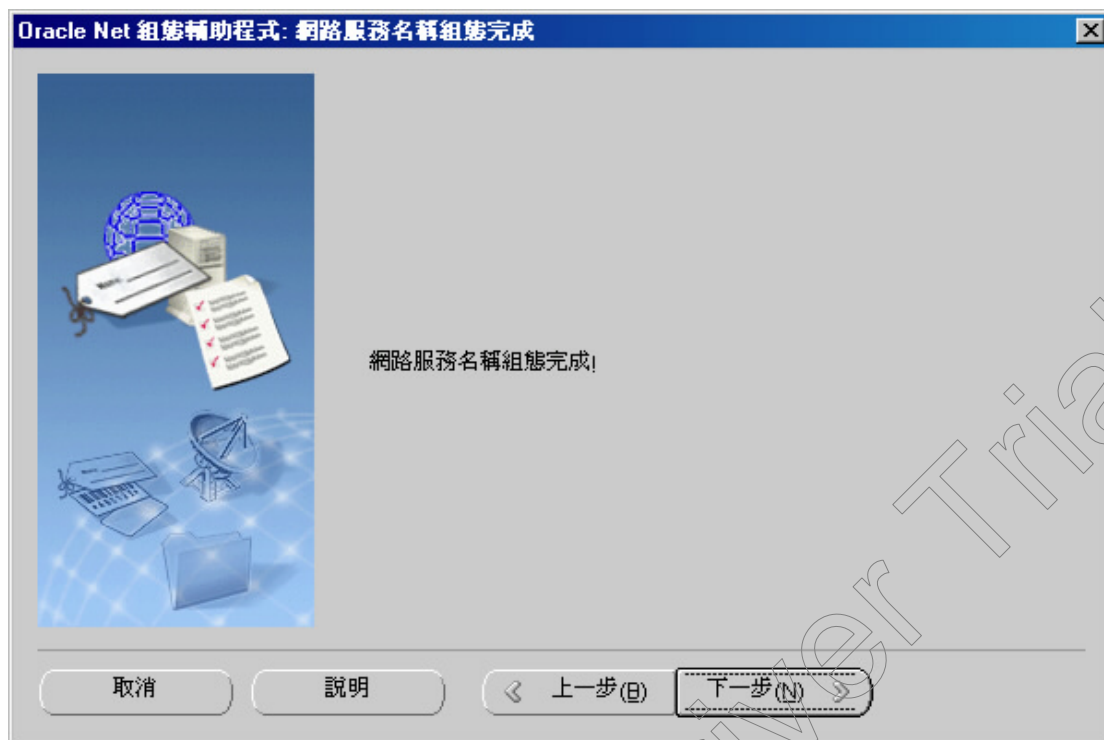 Oracle Net 組態輔助程式: 網路服務名稱組態完成
網路服務名稱組態完成!
取消
說明
上一步(B)
下一步(N)